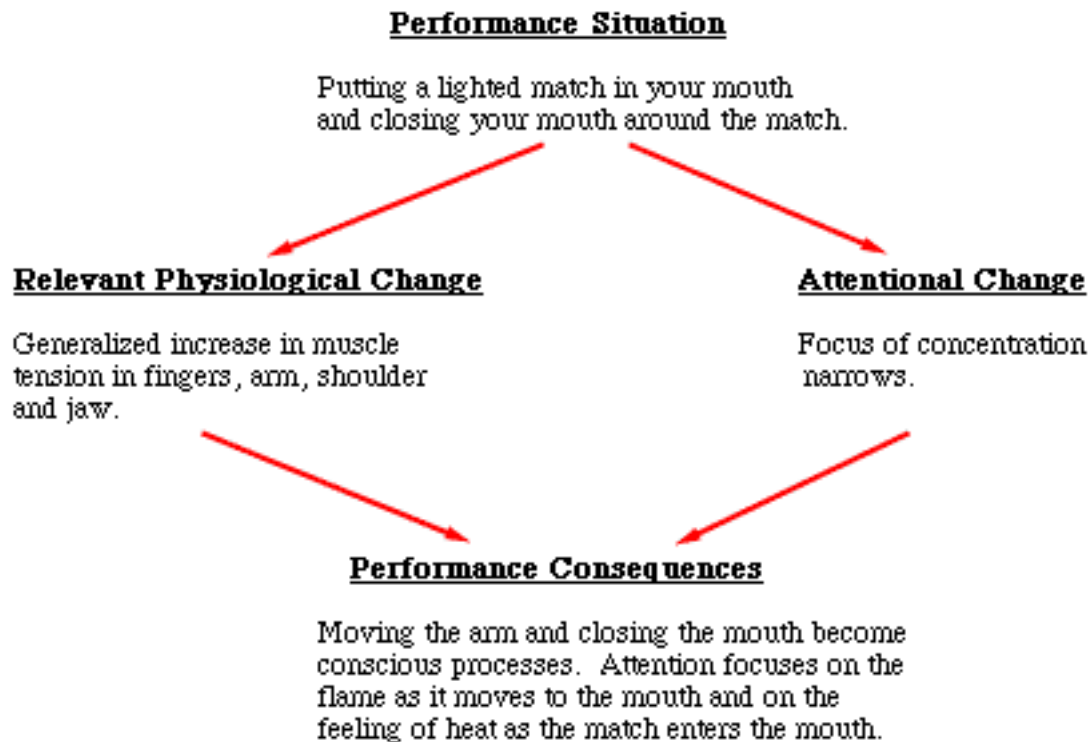 Performance Situation
Putting a lighted match in your mouth
and closing your mouth around the match.
Relevant Physiological Change
Generalized increase in muscle
tension in fingers, arm, shoulder
and jaw.
Attentional Change
Focus of concentration
narrows.
Performance Consequences
Moving the arm and closing the mouth become
conscious processes.  Attention focuses on the
flame as it moves to the mouth and on the
feeling of heat as the match enters the mouth.